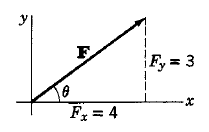 y
F
F_y = 3
θ
F_x = 4
x